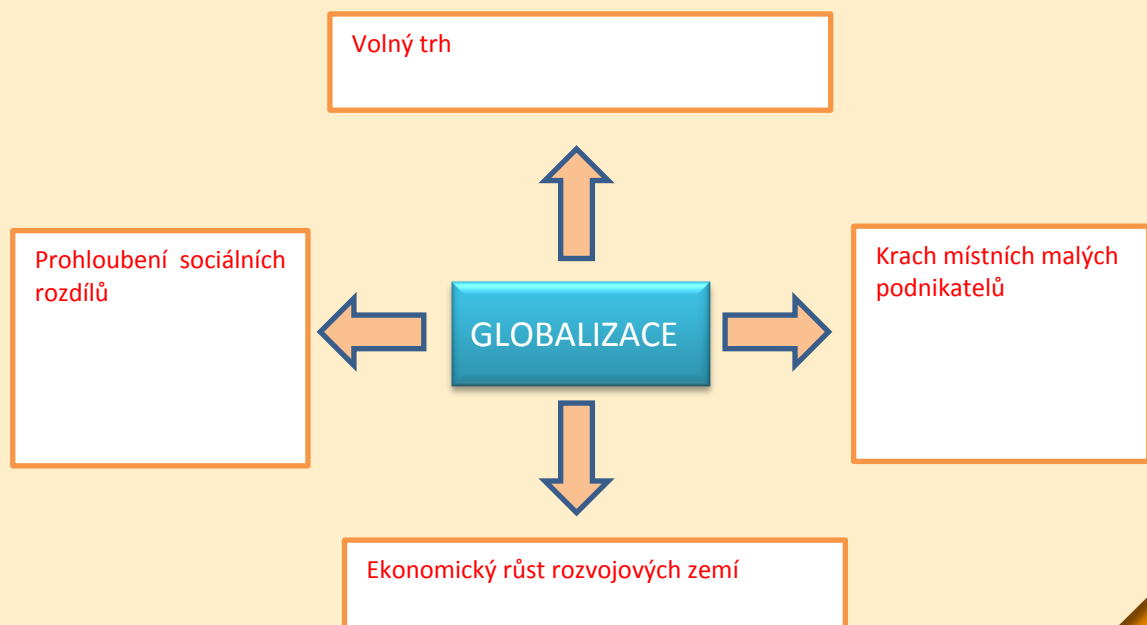 Volný trh
Prohloubení sociálních
rozdílů
GLOBALIZACE
Krach místních malých
podnikatelů
Ekonomický růst rozvojových zemí